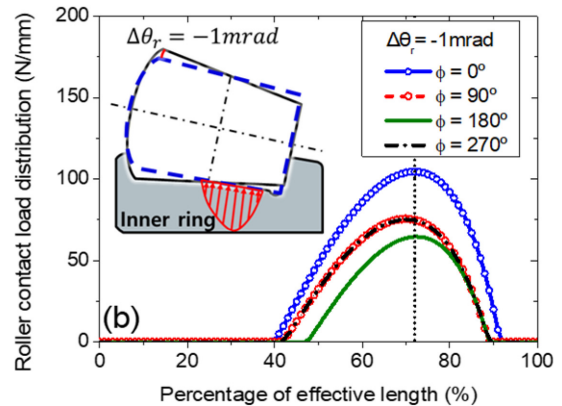 Roller contact load distribution (N/mm)
200
150
100
50
0
Δθr = −1mrad
Inner ring
(b)
Δθr = -1mrad
ϕ = 0º
ϕ = 90º
ϕ = 180º
ϕ = 270º
0 20 40 60 80 100
Percentage of effective length (%)